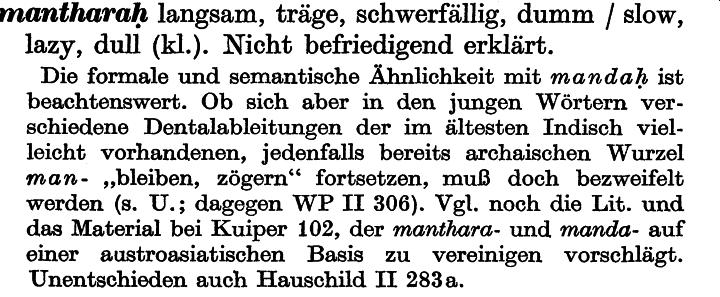 mantharaḥ langsam, träge, schwerfällig, dumm / slow,
lazy, dull (kl.). Nicht befriedigend erklärt.
Die formale und semantische Ähnlichkeit mit mandaḥ ist
beachtenswert. Ob sich aber in den jungen Wörtern ver-
schiedene Dentalableitungen der im ältesten Indisch viel-
leicht vorhandenen, jedenfalls bereits archaischen Wurzel
man- „bleiben, zögern“ fortsetzen, muß doch bezweifelt
werden (s. U.; dagegen WP II 306). Vgl. noch die Lit. und
das Material bei Kuiper 102, der manthara- und manda- auf
einer austroasiatischen Basis zu vereinigen vorschlägt.
Unentschieden auch Hauschild II 283a.